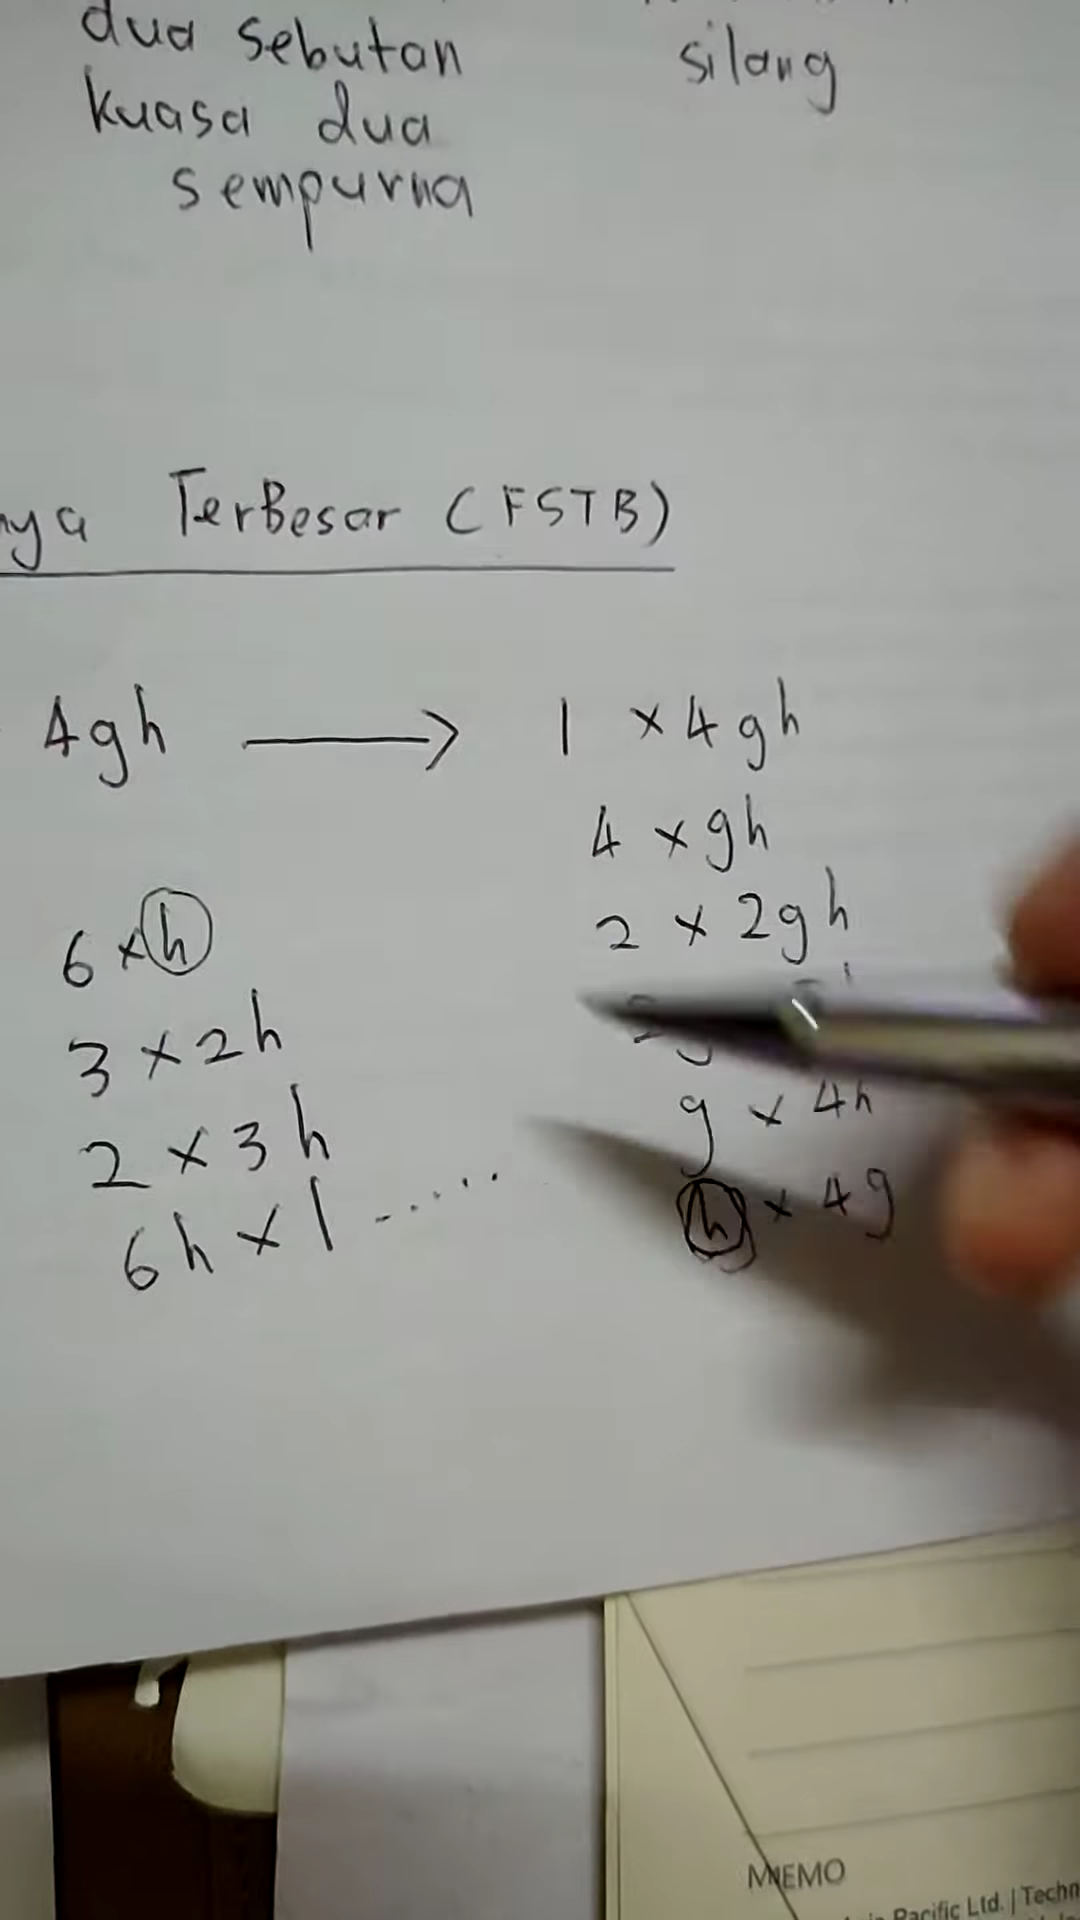 dua sebutan
kuasa dua
sempurna
silang
nya TerBesar (FSTB)
4gh → 1 × 4gh
4 × gh
2 × 2gh
g × 4h
h × 4g
6 × h
3 × 2h
2 × 3h
6h × 1 .....
MEMO
Pacific Ltd. | Techn